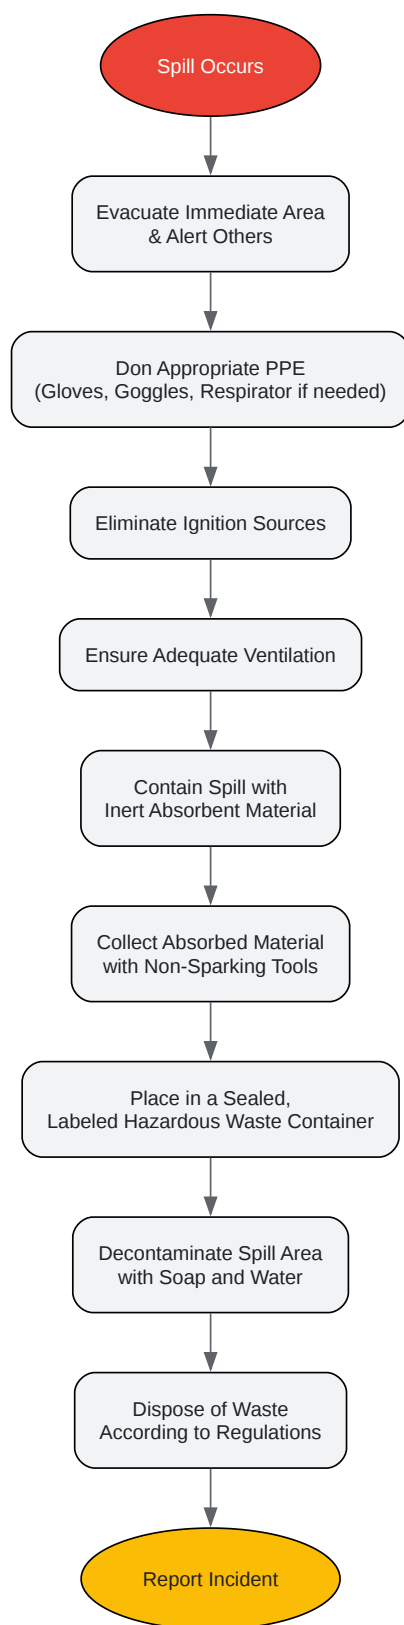 Spill Occurs
Evacuate Immediate Area
& Alert Others
Don Appropriate PPE
(Gloves, Goggles, Respirator if needed)
Eliminate Ignition Sources
Ensure Adequate Ventilation
Contain Spill with
Inert Absorbent Material
Collect Absorbed Material
with Non-Sparking Tools
Place in a Sealed,
Labeled Hazardous Waste Container
Decontaminate Spill Area
with Soap and Water
Dispose of Waste
According to Regulations
Report Incident